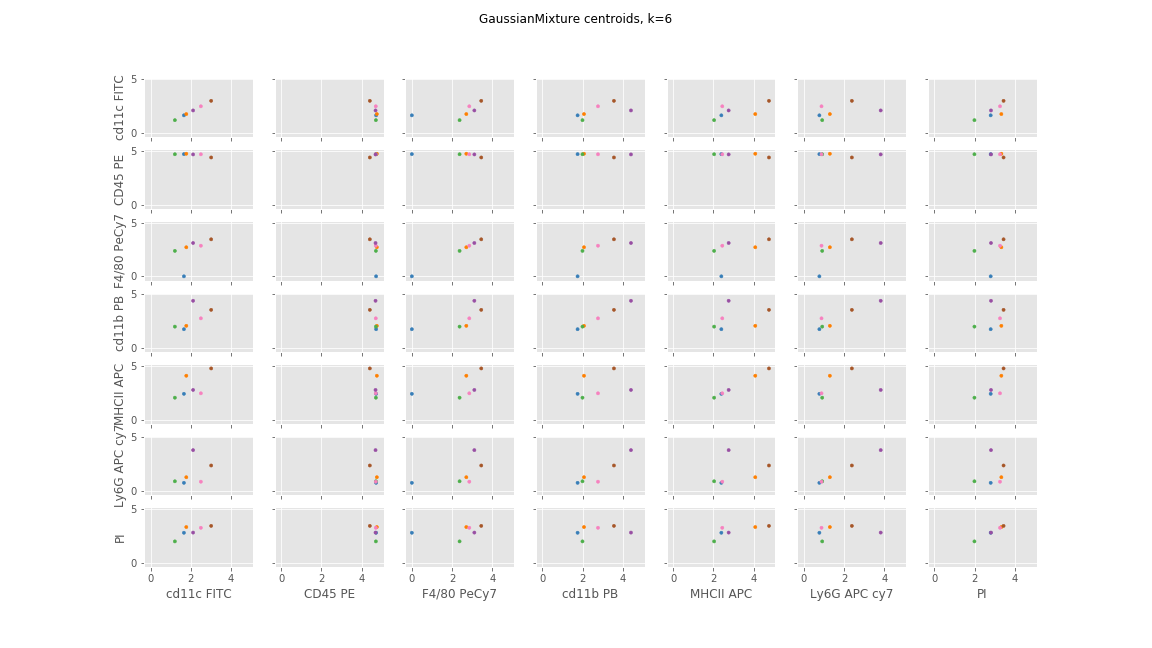 GaussianMixture centroids, k=6
cd11c FITC
5
0
CD45 PE
5
0
F4/80 PeCy7
5
0
cd11b PB
5
0
MHCII APC
5
0
Ly6G APC cy7
5
0
PI
5
0
0 2 4 0 2 4 0 2 4 0 2 4 0 2 4 0 2 4 0 2 4
cd11c FITC CD45 PE F4/80 PeCy7 cd11b PB MHCII APC Ly6G APC cy7 PI